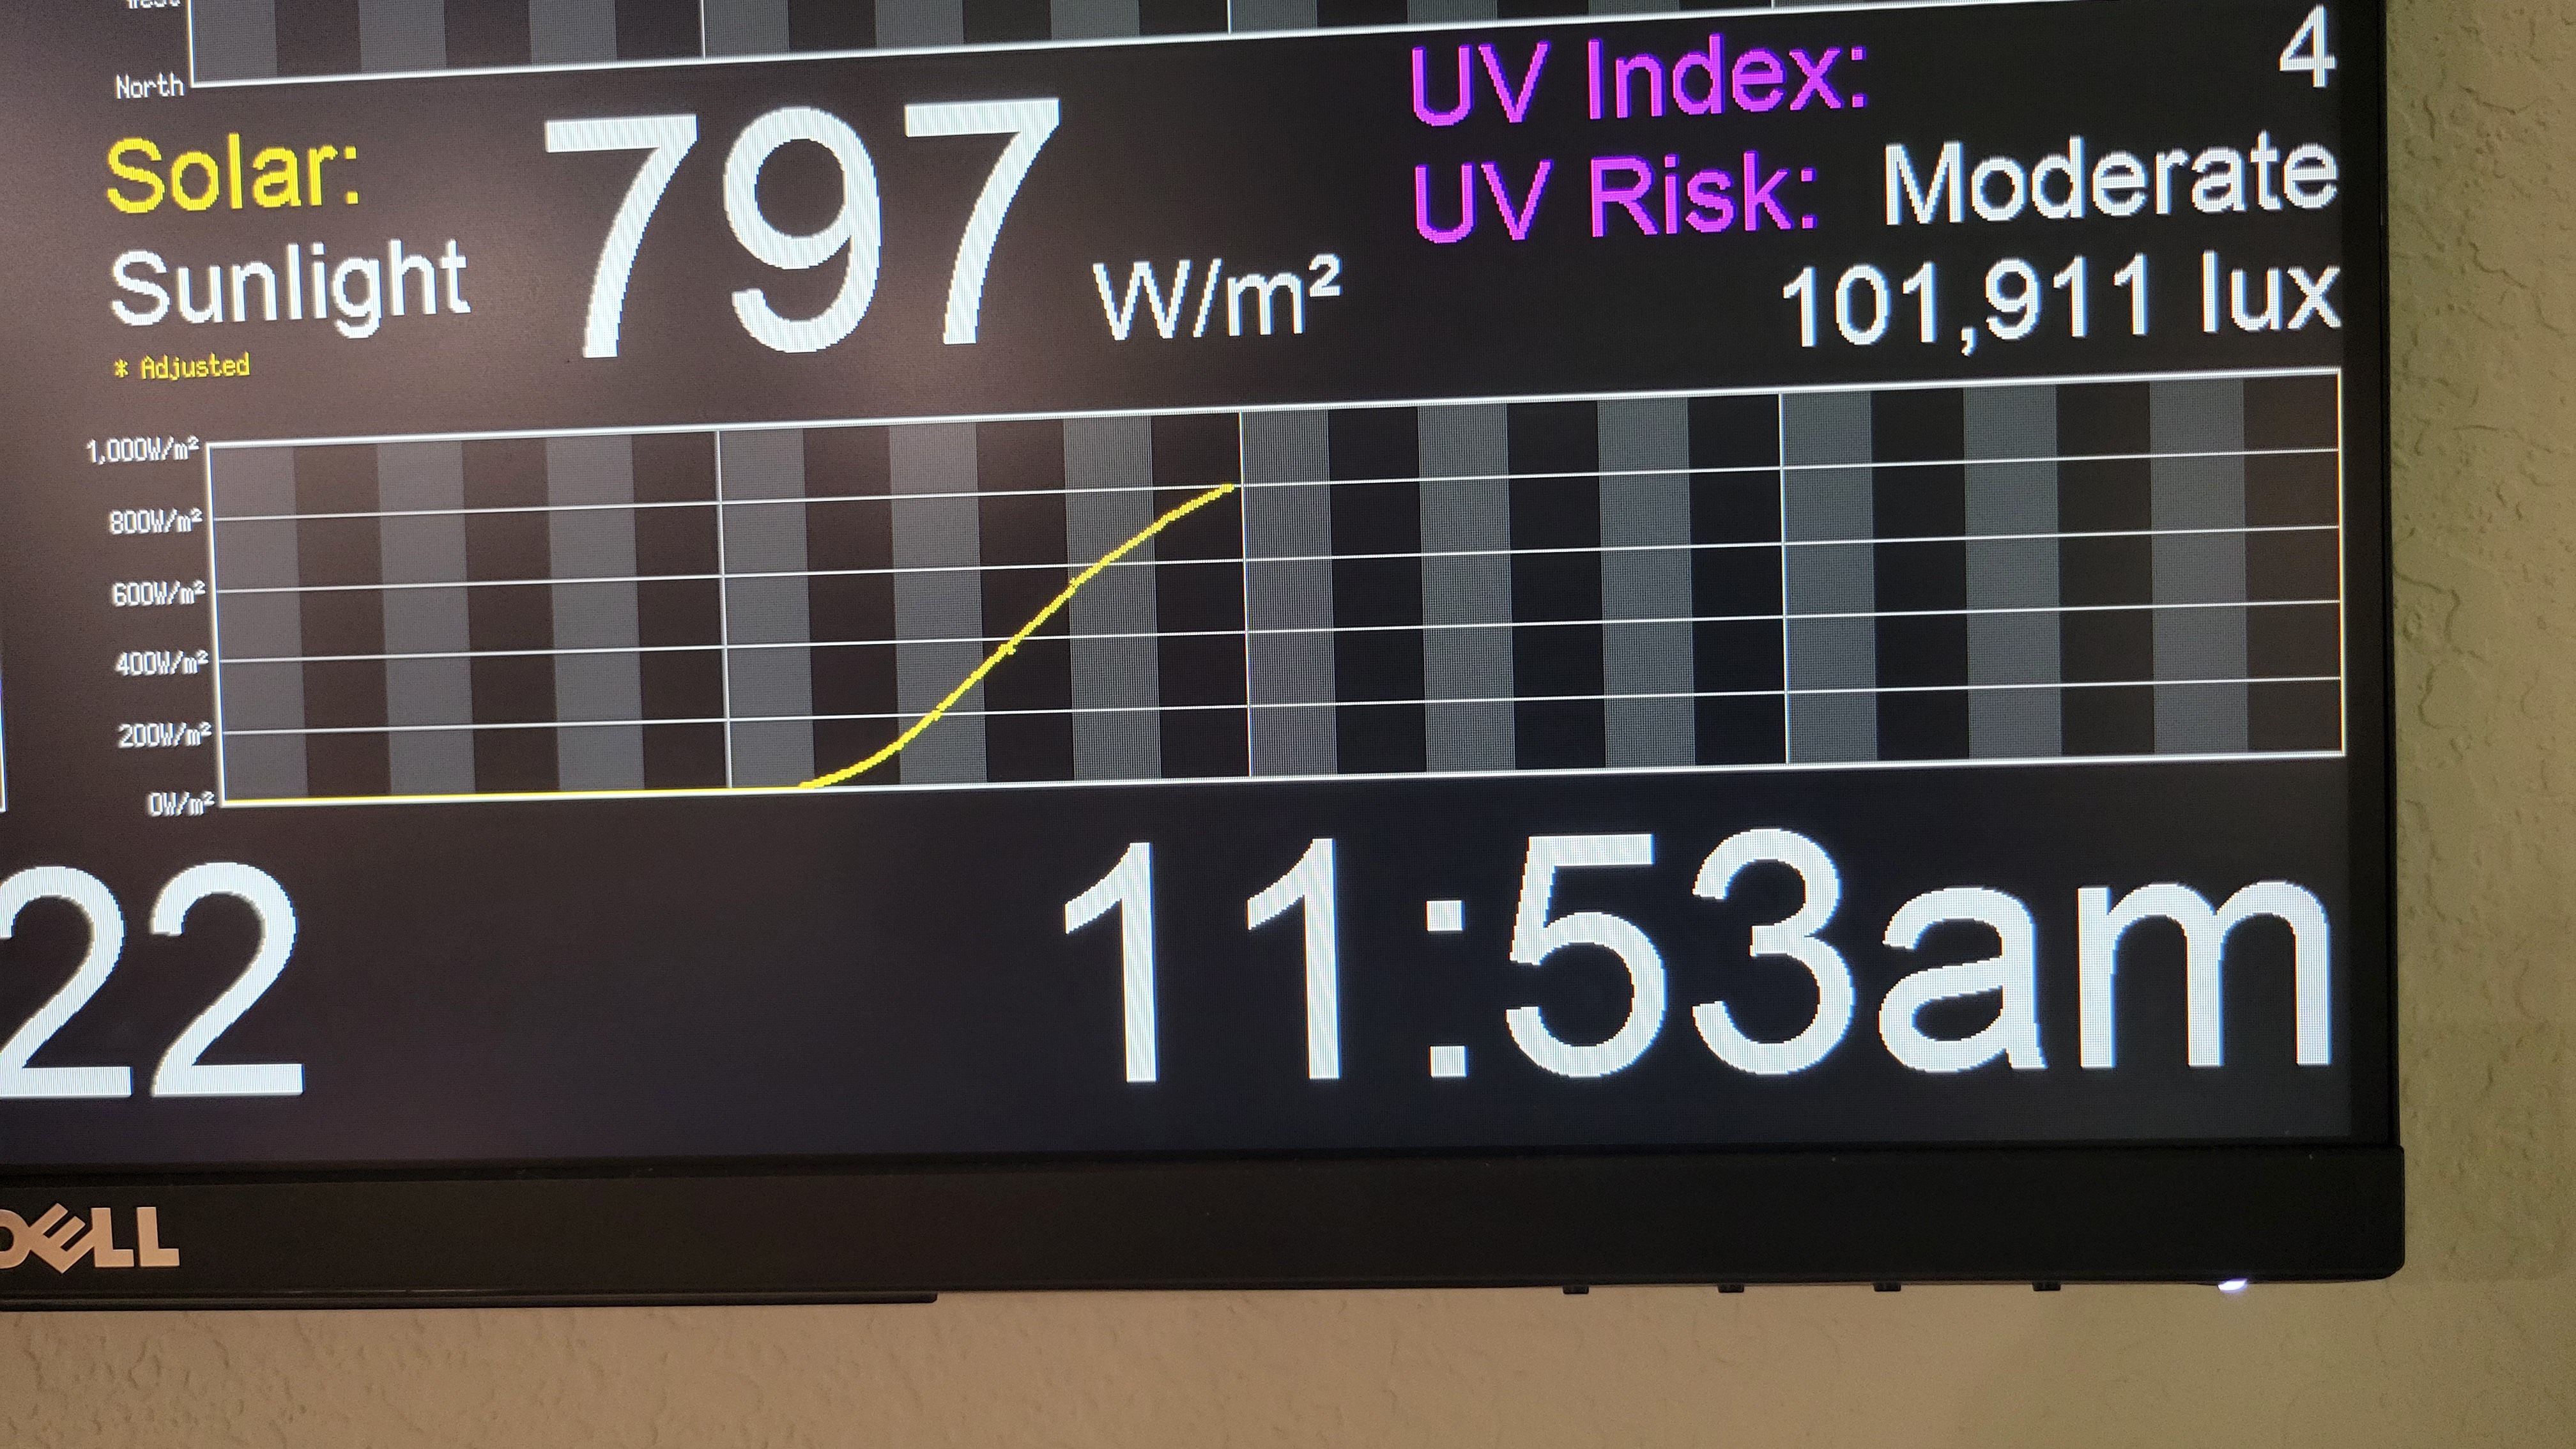 North
UV Index: 4
Solar:
797 W/m²
UV Risk: Moderate
Sunlight
101,911 lux
* Adjusted
1,000W/m²
800W/m²
600W/m²
400W/m²
200W/m²
0W/m²
22
11:53am
DELL